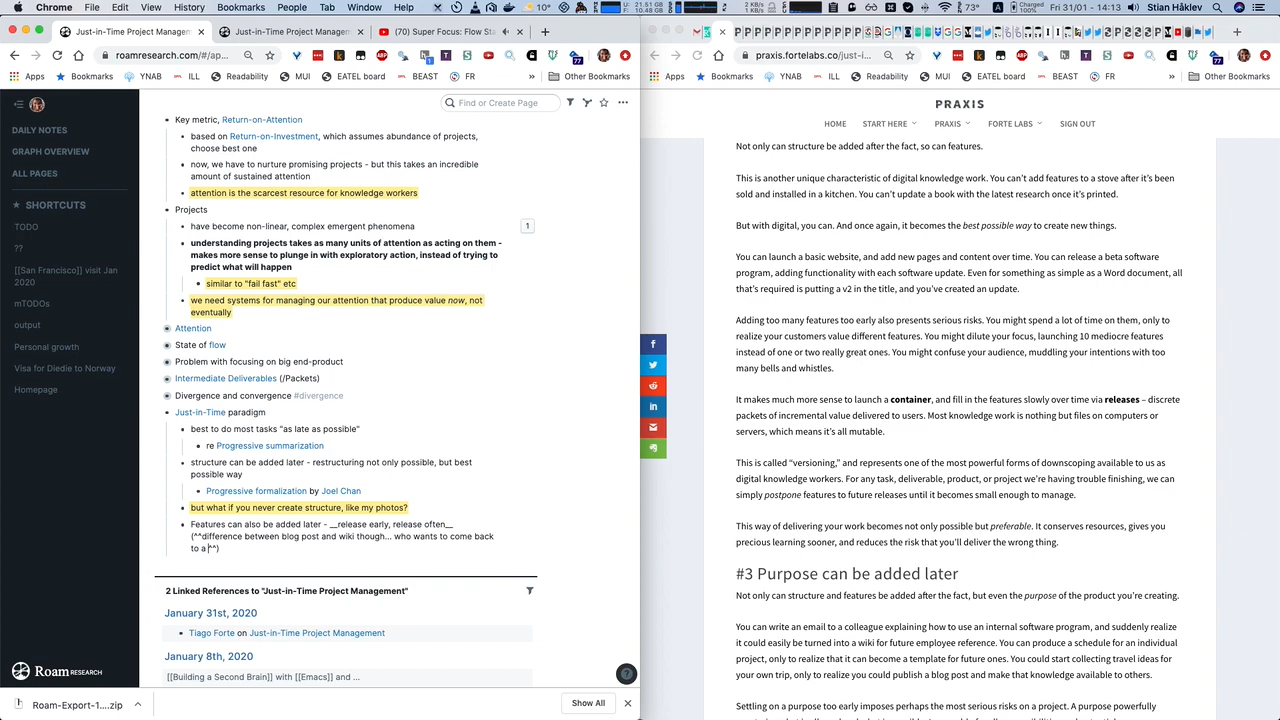 Chrome File Edit View History Bookmarks People Tab Window Help
21.51 GB
10.48 GB
10°
2 KB/s
1 KB/s
73°
Charged
100%
Fri 31/01 - 14:13 Stian Håklev
Just-in-Time Project Managem
Just-in-Time Project Managem
(70) Super Focus: Flow Sta
roamresearch.com/#/app
praxis.fortelabs.co/just-i...
Apps Bookmarks YNAB ILL Readability MUI EATEL board BEAST FR » Other Bookmarks
Apps Bookmarks YNAB ILL Readability MUI EATEL board BEAST FR » Other Bookmarks
DAILY NOTES
GRAPH OVERVIEW
ALL PAGES
★ SHORTCUTS
TODO
??
[[San Francisco]] visit Jan
2020
mTODOs
output
Personal growth
Visa for Diedie to Norway
Homepage
Roam RESEARCH
Find or Create Page
Key metric, Return-on-Attention
based on Return-on-Investment, which assumes abundance of projects,
choose best one
now, we have to nurture promising projects - but this takes an incredible
amount of sustained attention
attention is the scarcest resource for knowledge workers
Projects
have become non-linear, complex emergent phenomena
1
understanding projects takes as many units of attention as acting on them -
makes more sense to plunge in with exploratory action, instead of trying to
predict what will happen
similar to "fail fast" etc
we need systems for managing our attention that produce value now, not
eventually
Attention
State of flow
Problem with focusing on big end-product
Intermediate Deliverables (/Packets)
Divergence and convergence #divergence
Just-in-Time paradigm
best to do most tasks "as late as possible"
re Progressive summarization
structure can be added later - restructuring not only possible, but best
possible way
Progressive formalization by Joel Chan
but what if you never create structure, like my photos?
Features can also be added later - __release early, release often__
(^^difference between blog post and wiki though... who wants to come back
to a ^^)
2 Linked References to "Just-in-Time Project Management"
January 31st, 2020
Tiago Forte on Just-in-Time Project Management
January 8th, 2020
[[Building a Second Brain]] with [[Emacs]] and ...
Roam-Export-1....zip
Show All
PRAXIS
HOME START HERE PRAXIS FORTE LABS SIGN OUT
Not only can structure be added after the fact, so can features.
This is another unique characteristic of digital knowledge work. You can't add features to a stove after it's been
sold and installed in a kitchen. You can't update a book with the latest research once it's printed.
But with digital, you can. And once again, it becomes the best possible way to create new things.
You can launch a basic website, and add new pages and content over time. You can release a beta software
program, adding functionality with each software update. Even for something as simple as a Word document, all
that's required is putting a v2 in the title, and you've created an update.
Adding too many features too early also presents serious risks. You might spend a lot of time on them, only to
realize your customers value different features. You might dilute your focus, launching 10 mediocre features
instead of one or two really great ones. You might confuse your audience, muddling your intentions with too
many bells and whistles.
It makes much more sense to launch a container, and fill in the features slowly over time via releases – discrete
packets of incremental value delivered to users. Most knowledge work is nothing but files on computers or
servers, which means it's all mutable.
This is called “versioning,” and represents one of the most powerful forms of downscoping available to us as
digital knowledge workers. For any task, deliverable, product, or project we're having trouble finishing, we can
simply postpone features to future releases until it becomes small enough to manage.
This way of delivering your work becomes not only possible but preferable. It conserves resources, gives you
precious learning sooner, and reduces the risk that you'll deliver the wrong thing.
#3 Purpose can be added later
Not only can structure and features be added after the fact, but even the purpose of the product you're creating.
You can write an email to a colleague explaining how to use an internal software program, and suddenly realize
it could easily be turned into a wiki for future employee reference. You can produce a schedule for an individual
project, only to realize that it can become a template for future ones. You could start collecting travel ideas for
your own trip, only to realize you could publish a blog post and make that knowledge available to others.
Settling on a purpose too early imposes perhaps the most serious risks on a project. A purpose powerfully